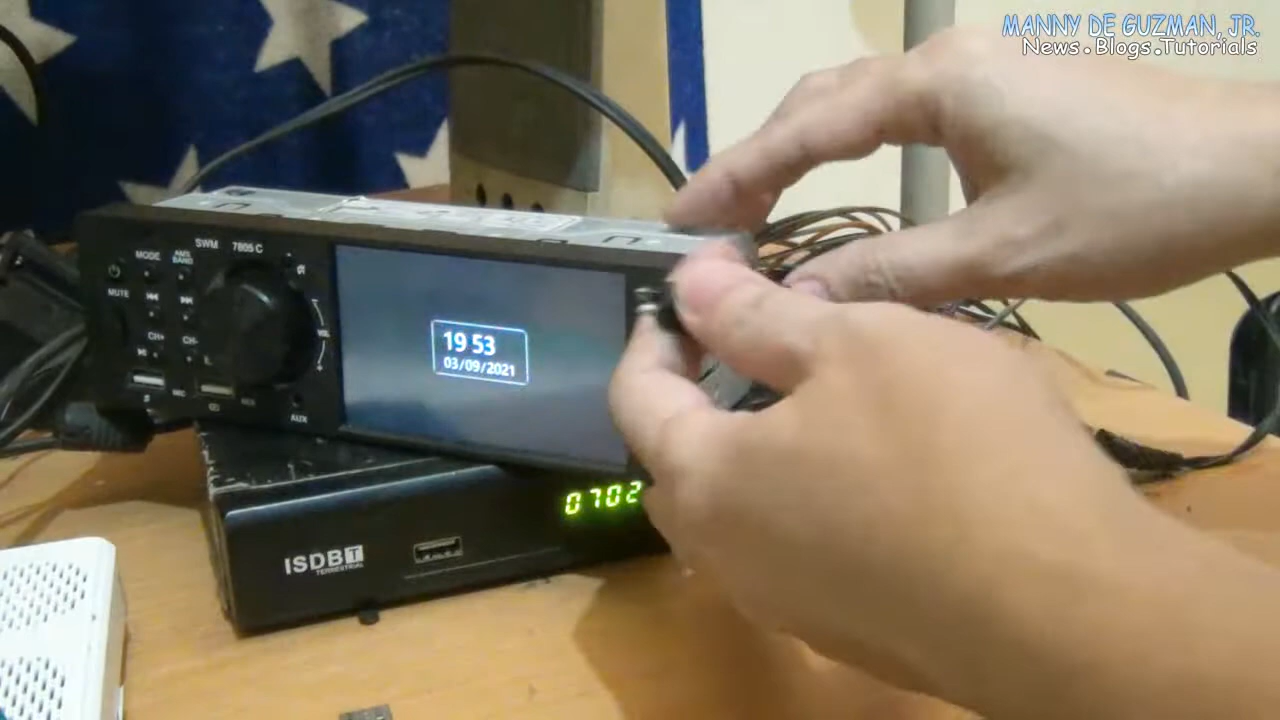 MANNY DE GUZMAN, JR.
News . Blogs .Tutorials
SWM 7805 C
MODE
AMS
BAND
MUTE
CH+
CH-
VOL
AUX
19 53
03/09/2021
0702
ISDBT
TERRESTRIAL